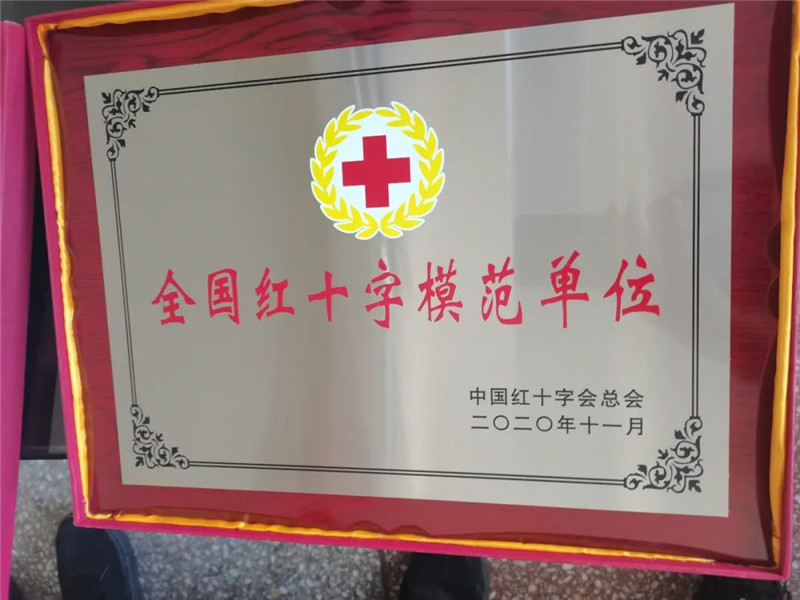 全国红十字模范单位
中国红十字会总会
二〇二〇年十一月